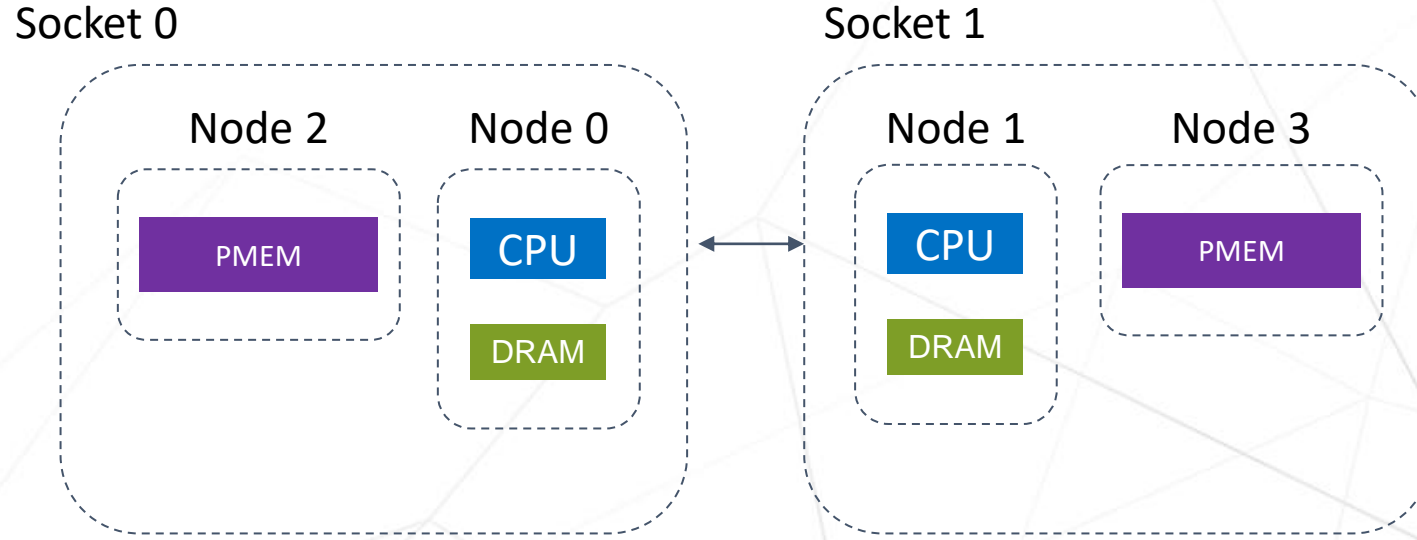 Socket 0
Socket 1
Node 2
Node 0
Node 1
Node 3
PMEM
CPU
CPU
PMEM
DRAM
DRAM